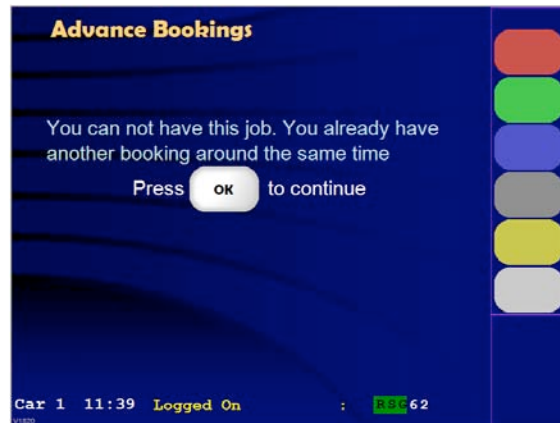 Advance Bookings
You can not have this job. You already have
another booking around the same time
Press OK to continue
Car 1 11:39 Logged On : RSG62
V1520